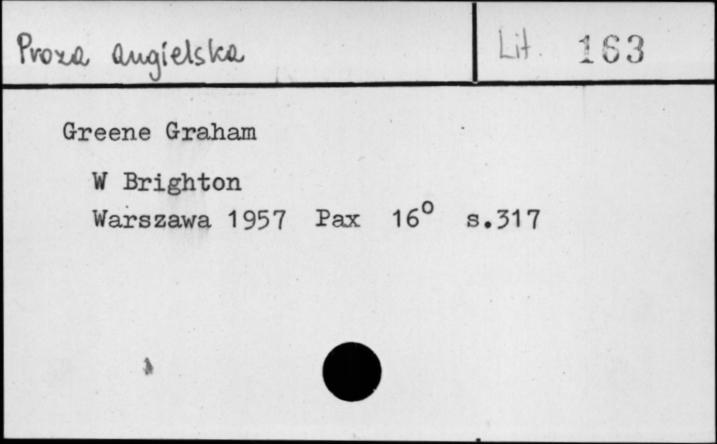 Proza angielska
Lit. 163
Greene Graham
W Brighton
Warszawa 1957 Pax 16° s.317